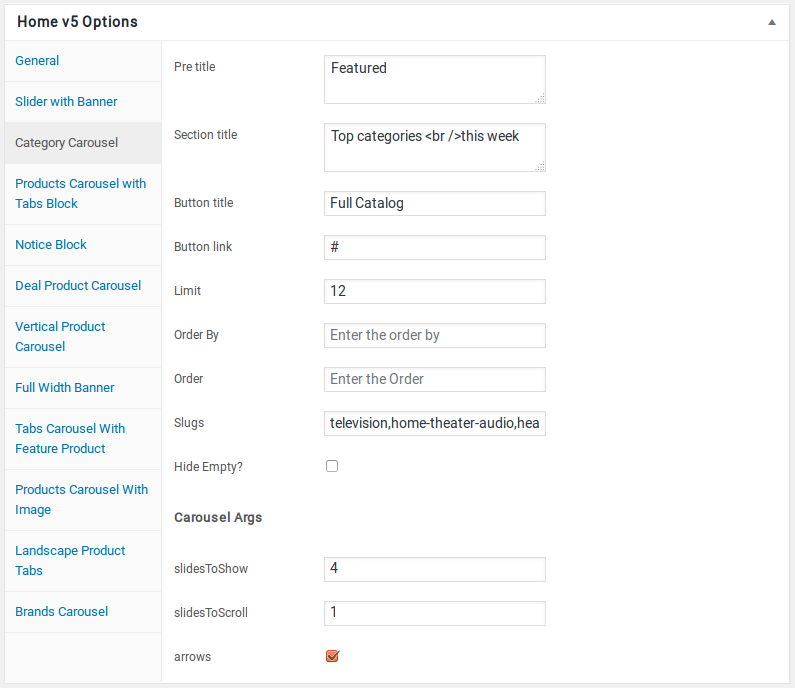 Home v5 Options
General
Slider with Banner
Category Carousel
Products Carousel with
Tabs Block
Notice Block
Deal Product Carousel
Vertical Product
Carousel
Full Width Banner
Tabs Carousel With
Feature Product
Products Carousel With
Image
Landscape Product
Tabs
Brands Carousel
Pre title
Featured
Section title
Top categories <br />this week
Button title
Full Catalog
Button link
#
Limit
12
Order By
Enter the order by
Order
Enter the Order
Slugs
television,home-theater-audio,hea
Hide Empty?
Carousel Args
slidesToShow
4
slidesToScroll
1
arrows